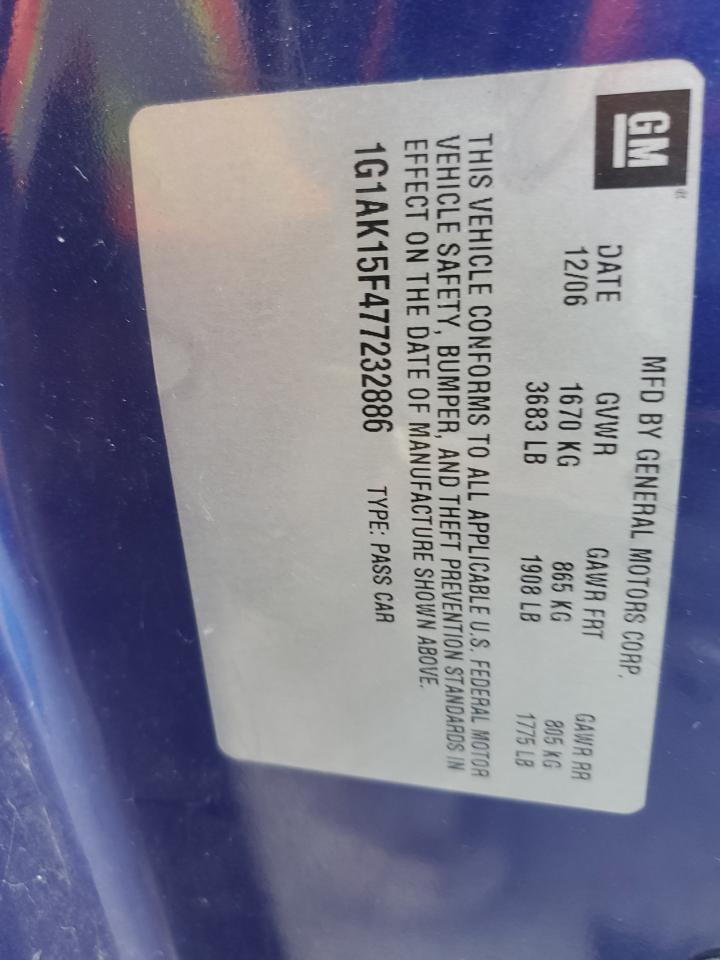 GM
MFD BY GENERAL MOTORS CORP.
DATE GVWR GAWR FRT GAWR RR
12/06 1670 KG 865 KG 805 KG
3683 LB 1908 LB 1775 LB
THIS VEHICLE CONFORMS TO ALL APPLICABLE U.S. FEDERAL MOTOR
VEHICLE SAFETY, BUMPER, AND THEFT PREVENTION STANDARDS IN
EFFECT ON THE DATE OF MANUFACTURE SHOWN ABOVE.
1G1AK15F477232886 TYPE: PASS CAR